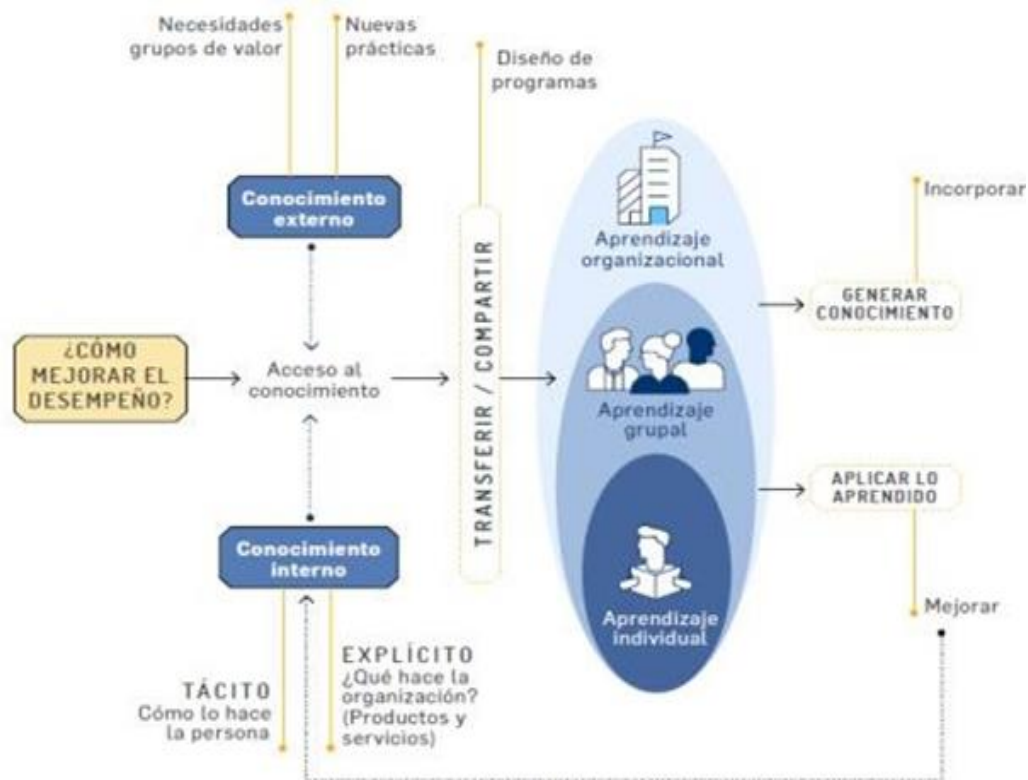 Necesidades
grupos de valor
Nuevas
prácticas
Diseño de
programas
Conocimiento
externo
Aprendizaje
organizacional
Incorporar
GENERAR
CONOCIMIENTO
¿CÓMO
MEJORAR EL
DESEMPEÑO?
Acceso al
conocimiento
TRANSFERIR / COMPARTIR
Aprendizaje
grupal
APLICAR LO
APRENDIDO
Conocimiento
interno
Aprendizaje
individual
Mejorar
TÁCITO
Cómo lo hace
la persona
EXPLÍCITO
¿Qué hace la
organización?
(Productos y
servicios)